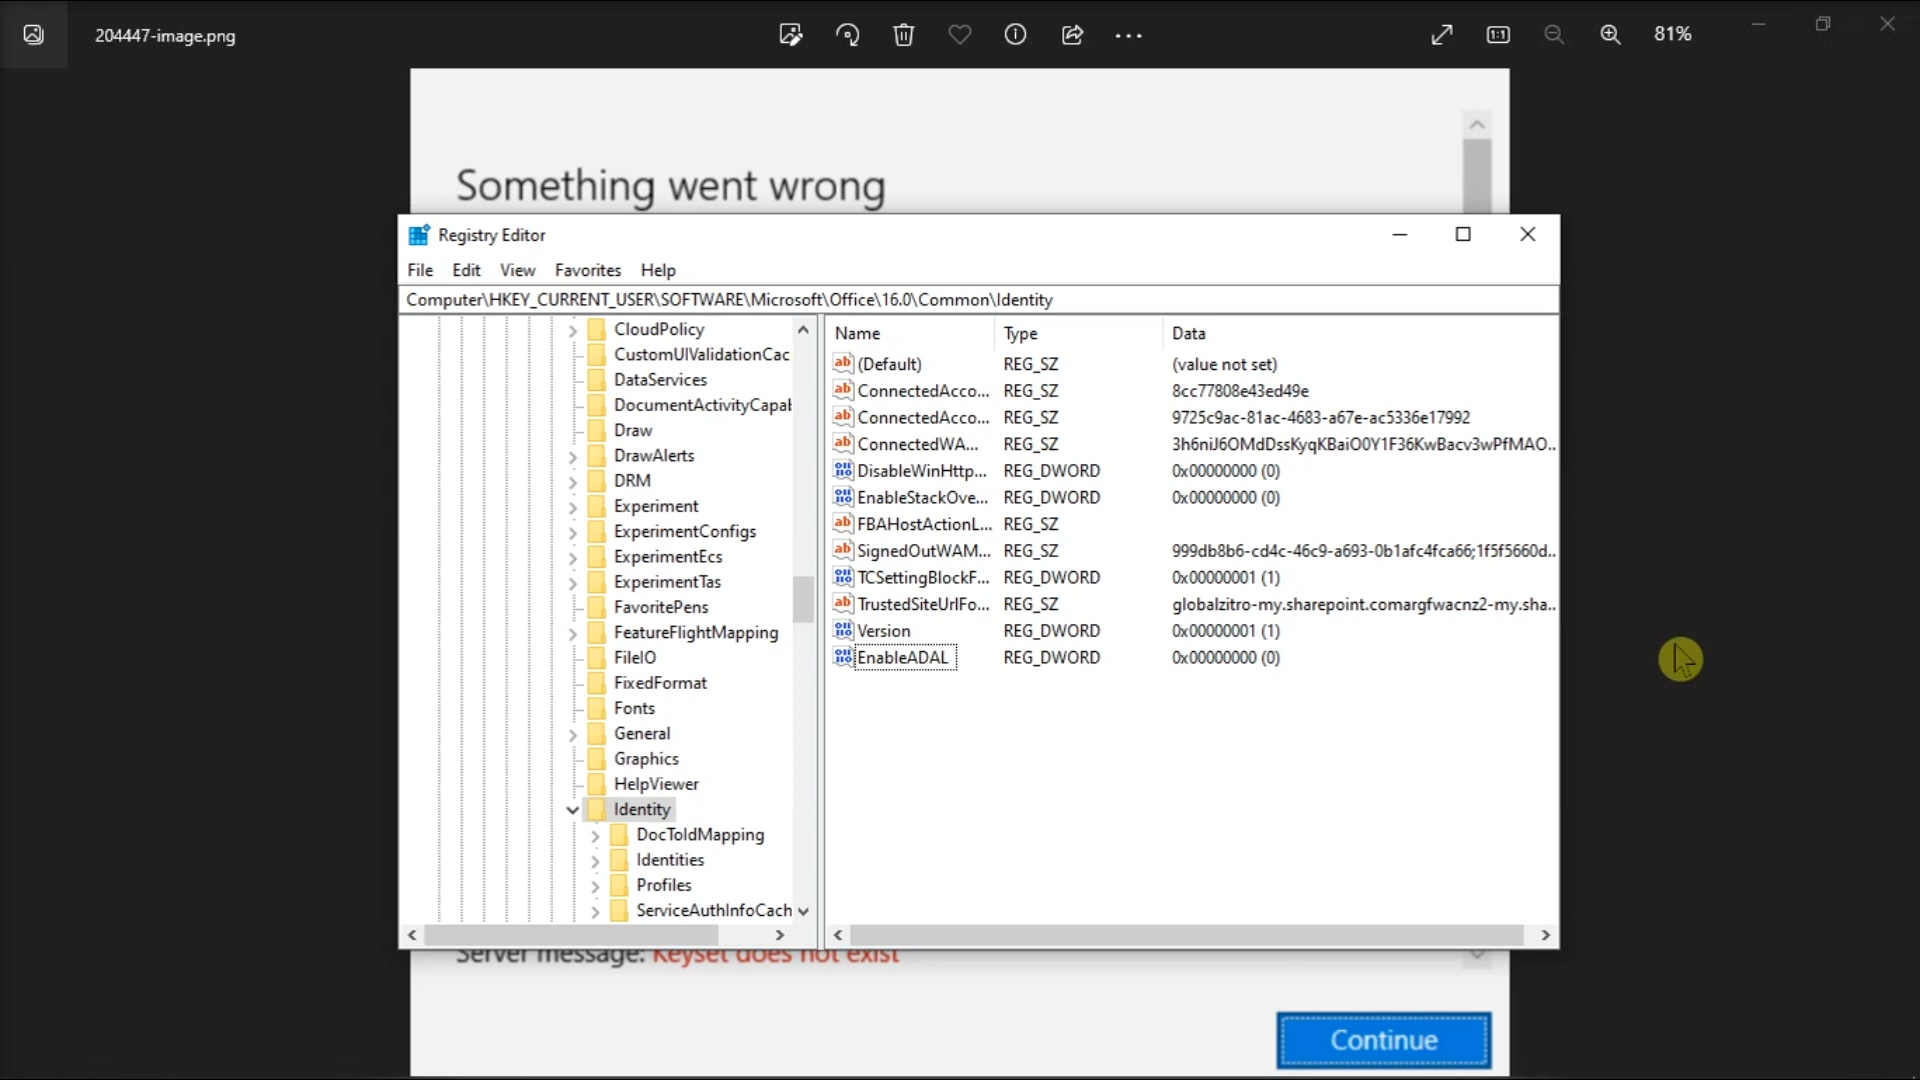 204447-image.png
81%
Something went wrong
Registry Editor
File Edit View Favorites Help
Computer\HKEY_CURRENT_USER\SOFTWARE\Microsoft\Office\16.0\Common\Identity
CloudPolicy
CustomUIValidationCac
DataServices
DocumentActivityCapab
Draw
DrawAlerts
DRM
Experiment
ExperimentConfigs
ExperimentEcs
ExperimentTas
FavoritePens
FeatureFlightMapping
FileIO
FixedFormat
Fonts
General
Graphics
HelpViewer
Identity
DocToIdMapping
Identities
Profiles
ServiceAuthInfoCach
Name Type Data
(Default) REG_SZ (value not set)
ConnectedAcco... REG_SZ 8cc77808e43ed49e
ConnectedAcco... REG_SZ 9725c9ac-81ac-4683-a67e-ac5336e17992
ConnectedWA... REG_SZ 3h6niJ6OMdDssKyqKBaiO0Y1F36KwBacv3wPfMAO..
DisableWinHttp... REG_DWORD 0x00000000 (0)
EnableStackOve... REG_DWORD 0x00000000 (0)
FBAHostActionL... REG_SZ
SignedOutWAM... REG_SZ 999db8b6-cd4c-46c9-a693-0b1afc4fca66;1f5f5660d..
TCSettingBlockF... REG_DWORD 0x00000001 (1)
TrustedSiteUrlFo... REG_SZ globalzitro-my.sharepoint.comargfwacnz2-my.sha..
Version REG_DWORD 0x00000001 (1)
EnableADAL REG_DWORD 0x00000000 (0)
Server message: Keyset does not exist
Continue